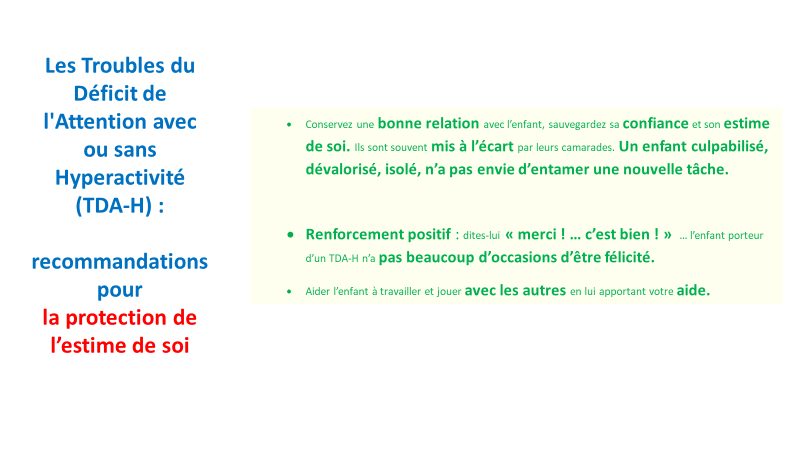 Les Troubles du
Déficit de
l'Attention avec
ou sans
Hyperactivité
(TDA-H) :
recommandations
pour
la protection de
l’estime de soi
• Conservez une bonne relation avec l’enfant, sauvegardez sa confiance et son estime
de soi. Ils sont souvent mis à l’écart par leurs camarades. Un enfant culpabilisé,
dévalorisé, isolé, n’a pas envie d’entamer une nouvelle tâche.
• Renforcement positif : dites-lui « merci ! … c’est bien ! » … l’enfant porteur
d’un TDA-H n’a pas beaucoup d’occasions d’être félicité.
• Aider l’enfant à travailler et jouer avec les autres en lui apportant votre aide.